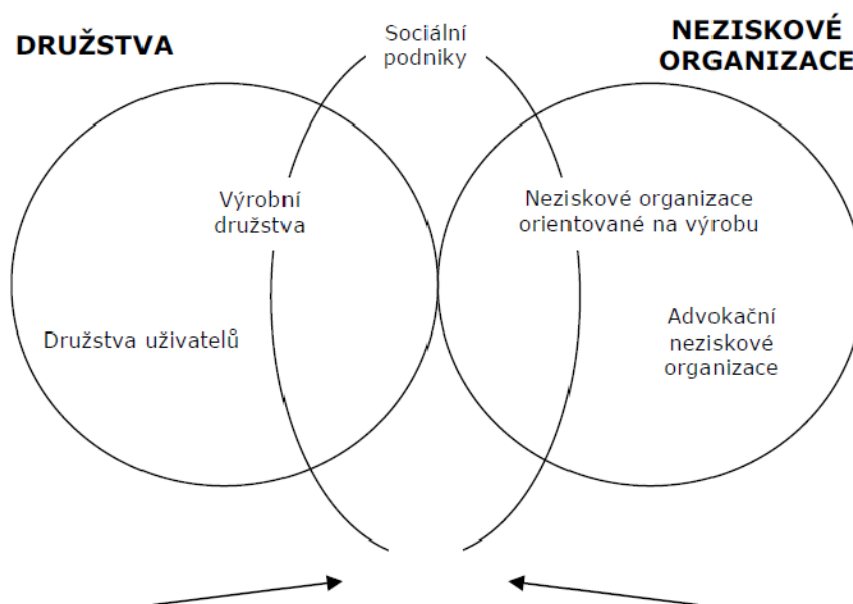 DRUŽSTVA
Sociální
podniky
NEZISKOVÉ
ORGANIZACE
Výrobní
družstva
Neziskové organizace
orientované na výrobu
Družstva uživatelů
Advokační
neziskové
organizace